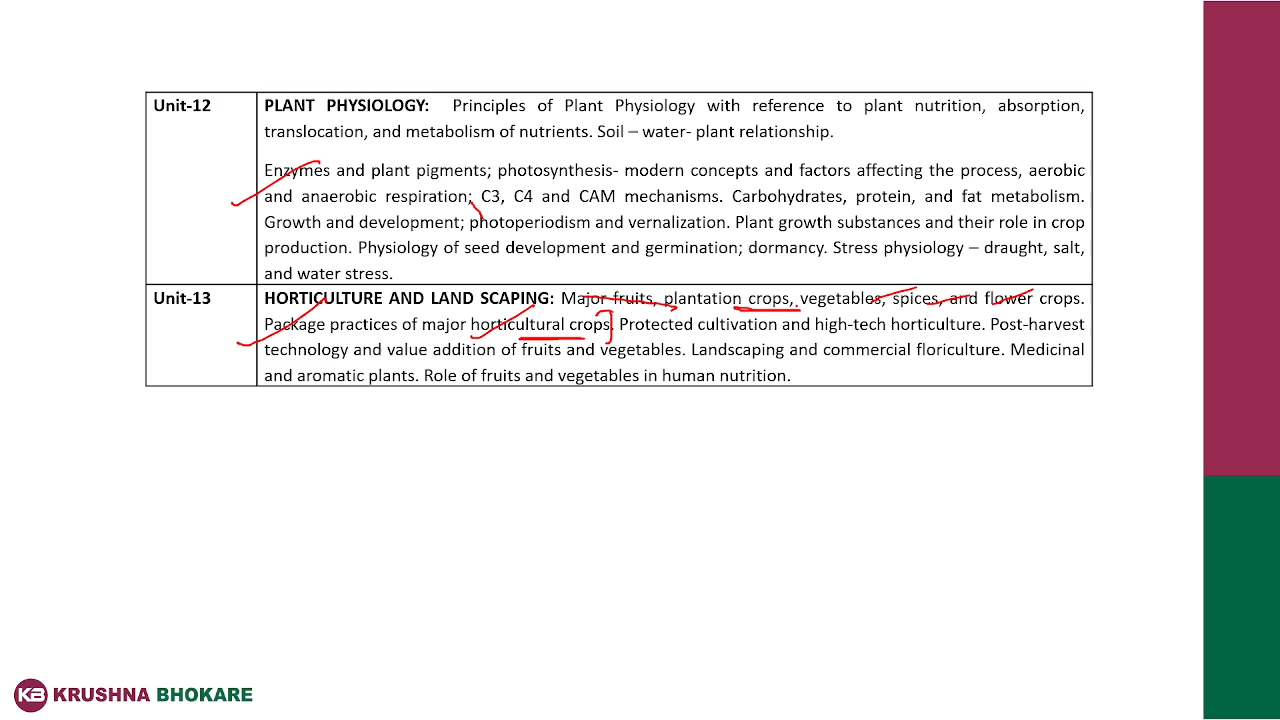 Unit-12
PLANT PHYSIOLOGY: Principles of Plant Physiology with reference to plant nutrition, absorption,
translocation, and metabolism of nutrients. Soil – water- plant relationship.
Enzymes and plant pigments; photosynthesis- modern concepts and factors affecting the process, aerobic
and anaerobic respiration; C3, C4 and CAM mechanisms. Carbohydrates, protein, and fat metabolism.
Growth and development; photoperiodism and vernalization. Plant growth substances and their role in crop
production. Physiology of seed development and germination; dormancy. Stress physiology – draught, salt,
and water stress.
Unit-13
HORTICULTURE AND LAND SCAPING: Major fruits, plantation crops, vegetables, spices, and flower crops.
Package practices of major horticultural crops. Protected cultivation and high-tech horticulture. Post-harvest
technology and value addition of fruits and vegetables. Landscaping and commercial floriculture. Medicinal
and aromatic plants. Role of fruits and vegetables in human nutrition.
KB KRUSHNA BHOKARE